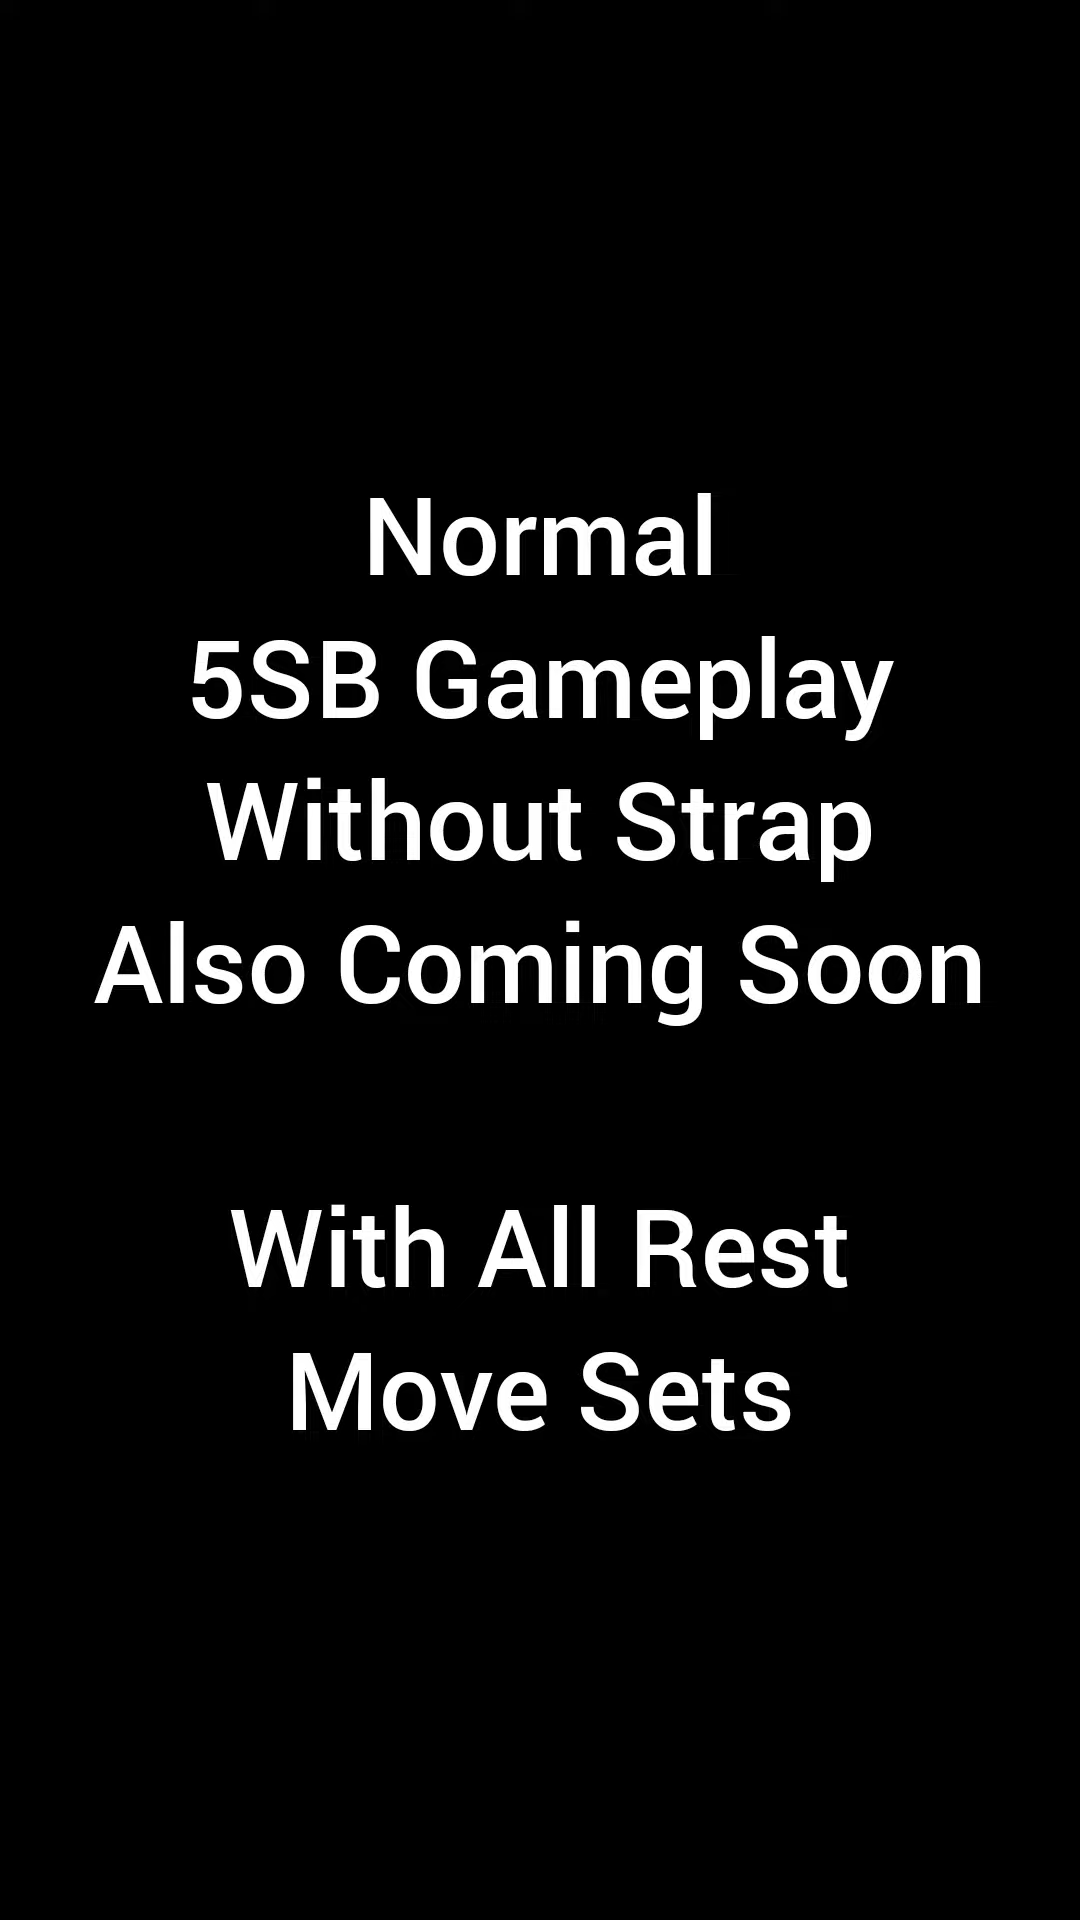 Normal
5SB Gameplay
Without Strap
Also Coming Soon
With All Rest
Move Sets